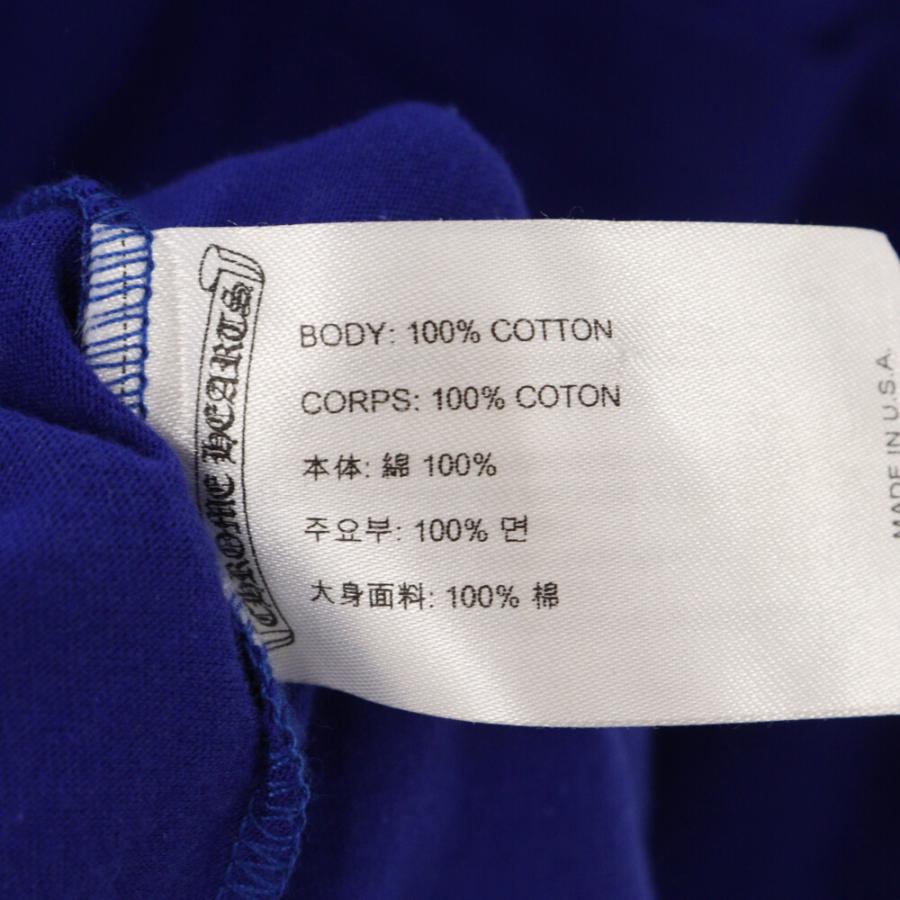 CHROME HEARTS
BODY: 100% COTTON
CORPS: 100% COTON
本体: 綿 100%
주요부: 100% 면
大身面料: 100% 棉
MADE IN U.S.A.